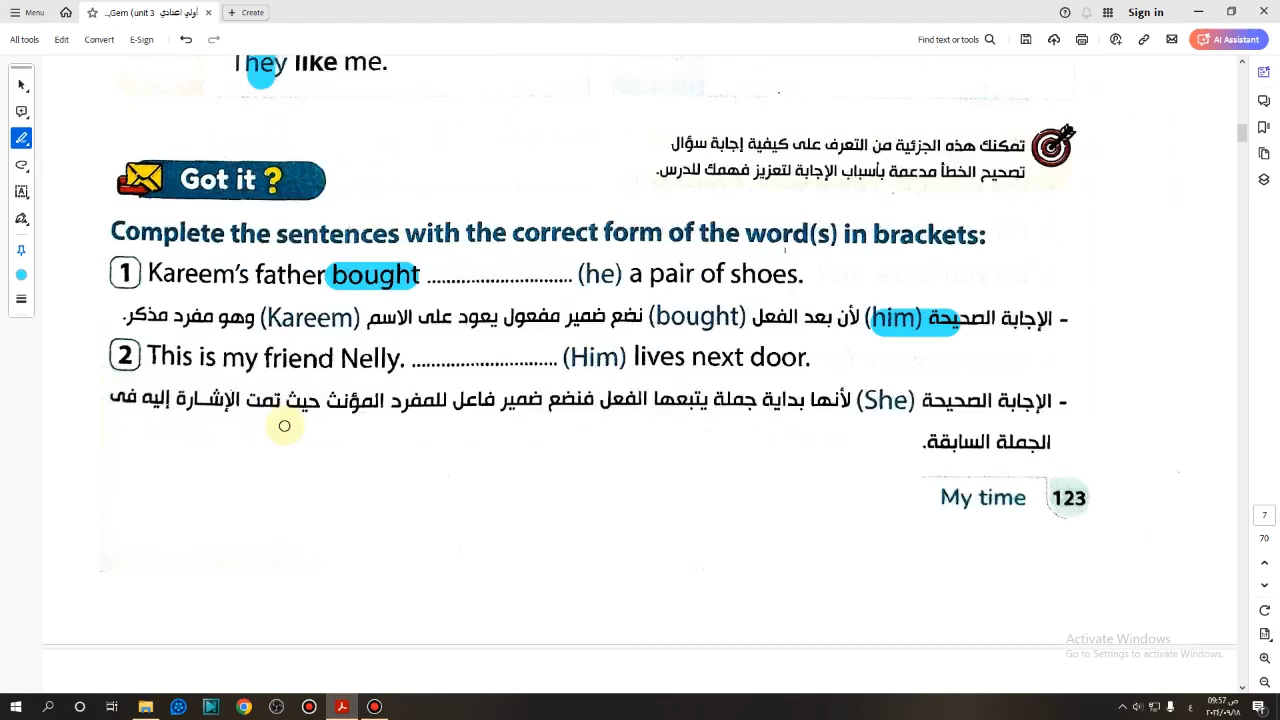 Menu
أولى اعدادي Gem (unit 3...
Create
Sign in
All tools
Edit
Convert
E-Sign
Find text or tools
AI Assistant
They like me.
تمكنك هذه الجزئية من التعرف على كيفية إجابة سؤال
تصحيح الخطأ مدعمة بأسباب الإجابة لتعزيز فهمك للدرس.
Got it ?
Complete the sentences with the correct form of the word(s) in brackets:
1 Kareem's father bought ............................ (he) a pair of shoes.
- الإجابة الصحيحة (him) لأن بعد الفعل (bought) نضع ضمير مفعول يعود على الاسم (Kareem) وهو مفرد مذكر.
2 This is my friend Nelly. ............................ (Him) lives next door.
- الإجابة الصحيحة (She) لأنها بداية جملة يتبعها الفعل فنضع ضمير فاعل للمفرد المؤنث حيث تمت الإشارة إليه فى
الجملة السابقة.
My time 123
7
70
Activate Windows
Go to Settings to activate Windows.
09:57 ص
٢٠٢٤/٠٩/١٨
ع